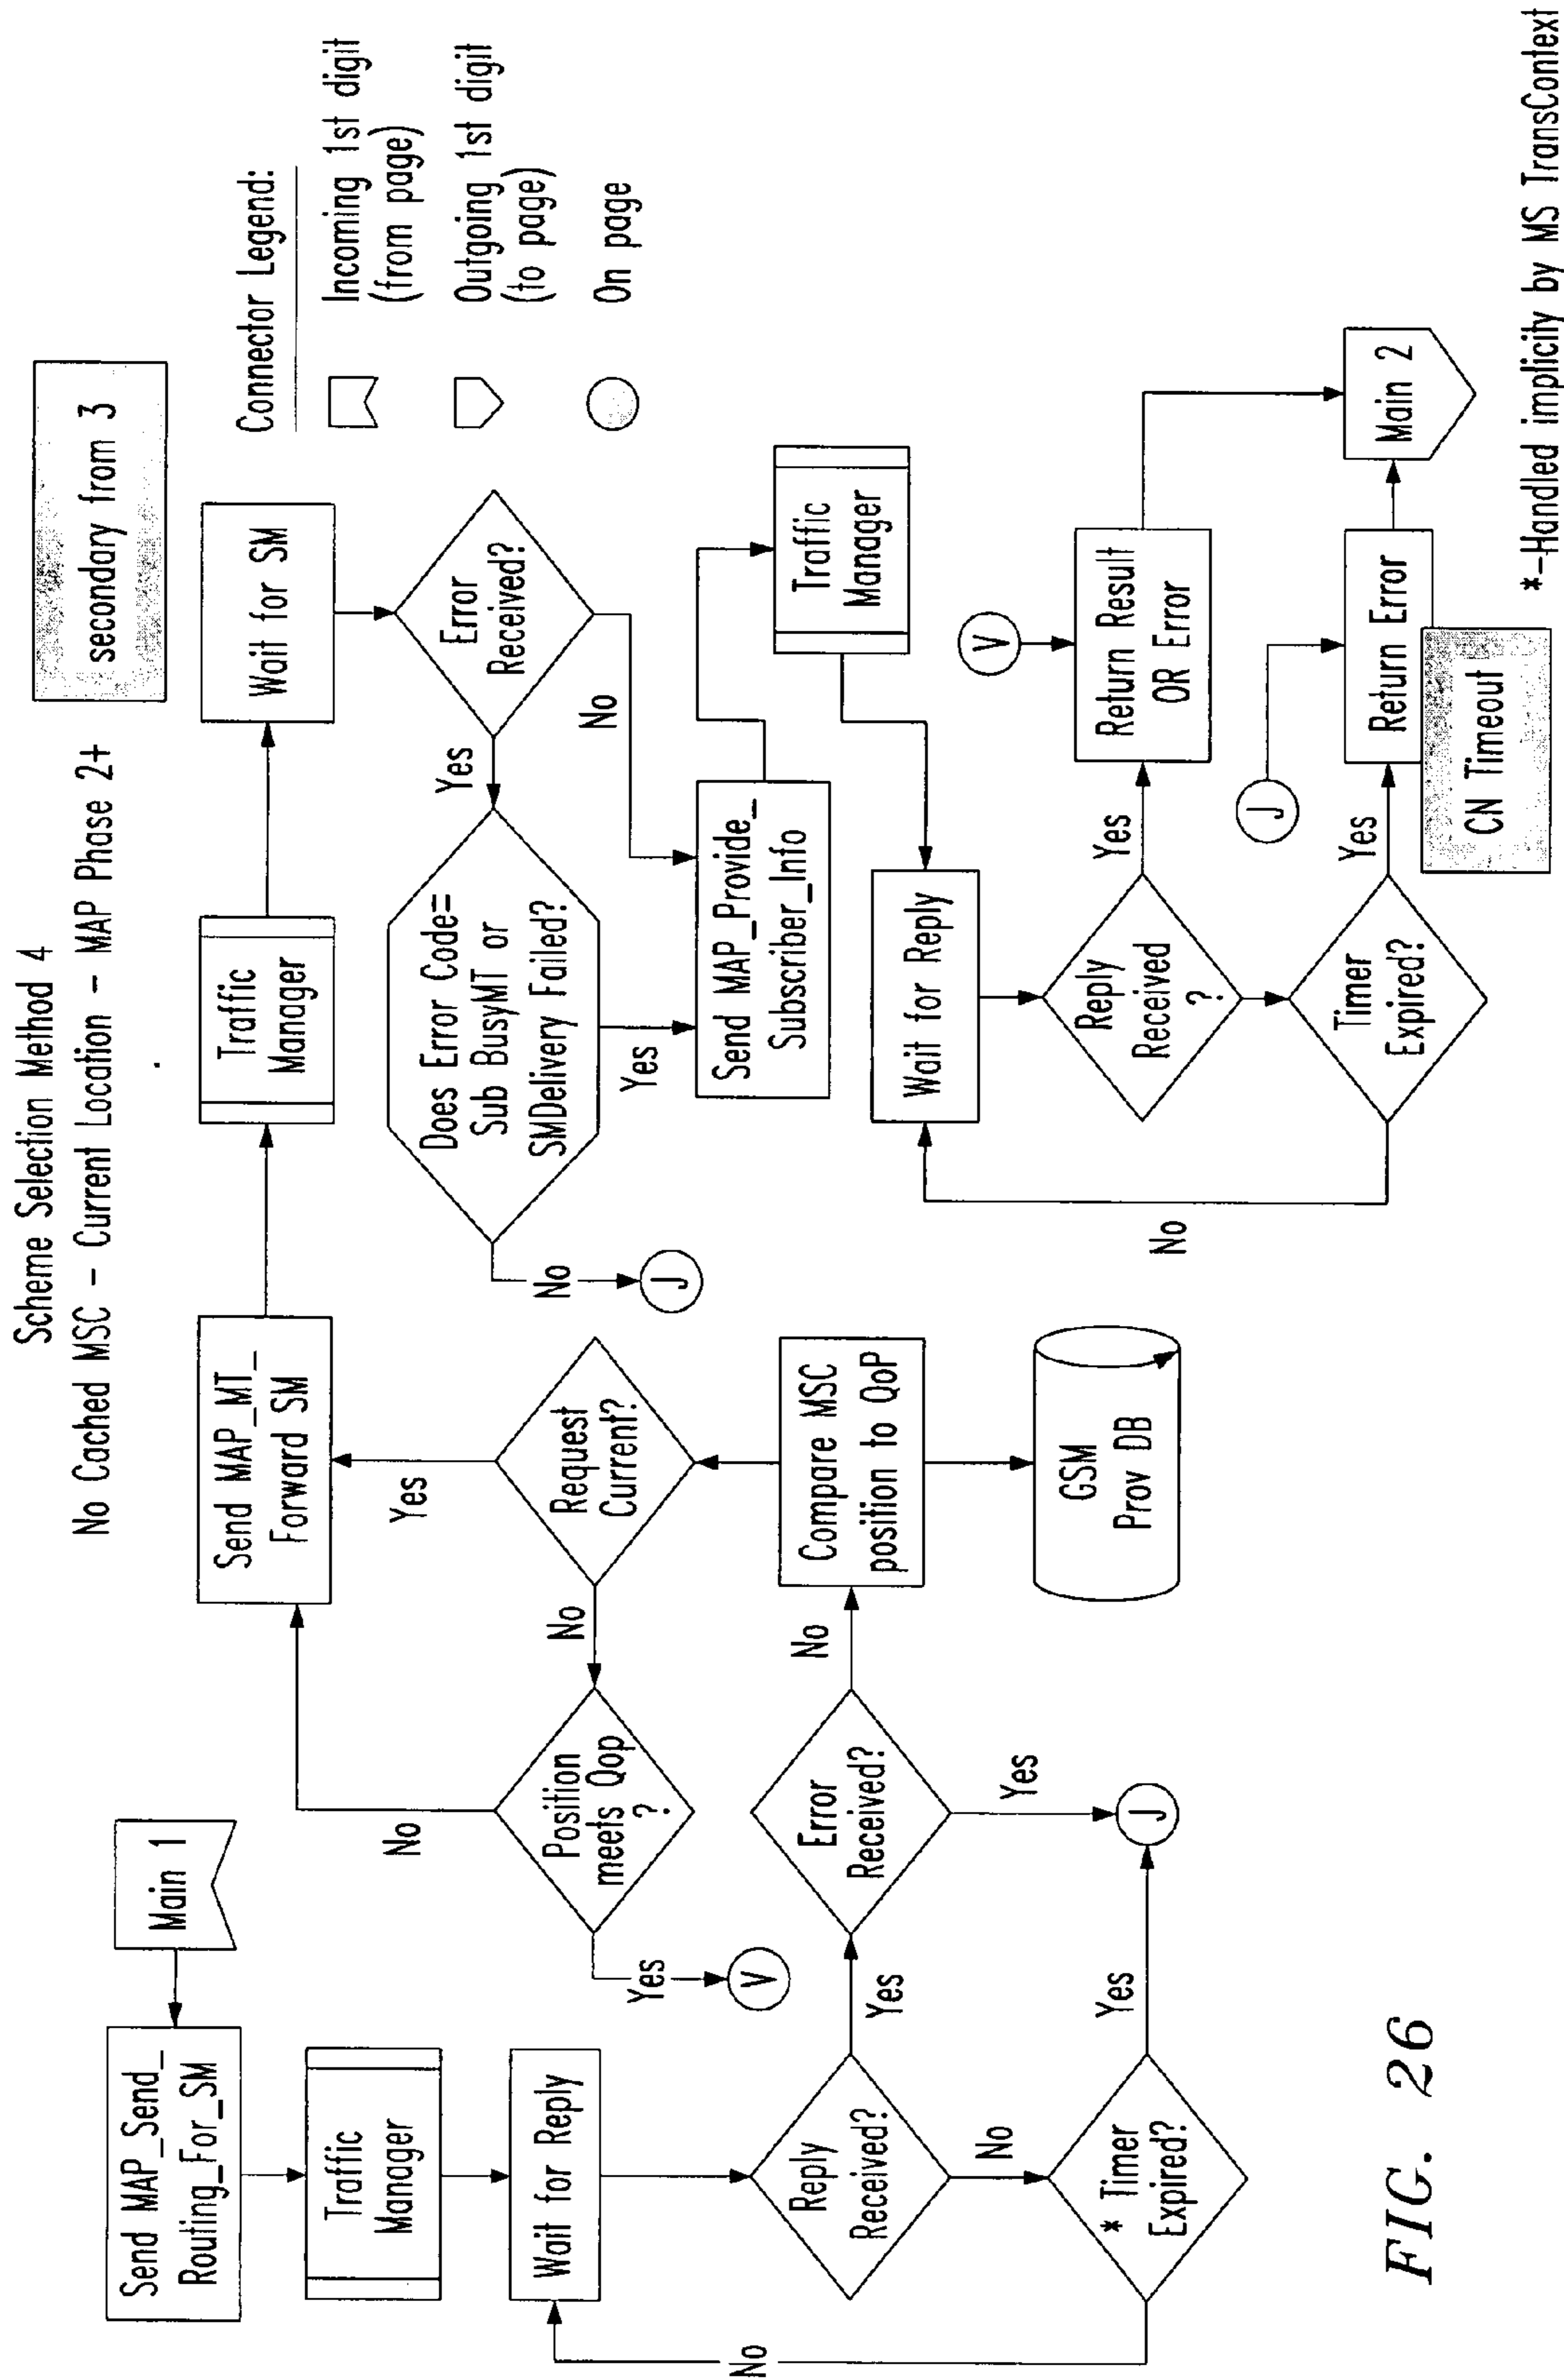 Scheme Selection Method 4
No Cached MSC - Current Location - MAP Phase 2+
secondary from 3
Connector Legend:
Incoming 1st digit
(from page)
Outgoing 1st digit
(to page)
On page
Main 1
Send MAP_Send_
Routing_For_SM
Traffic
Manager
Wait for Reply
Reply
Received?
Yes
No
* Timer
Expired?
Yes
No
Error
Received?
Yes
No
J
Compare MSC
position to QoP
GSM
Prov DB
Request
Current?
Yes
No
Position
meets Qop
?
Yes
No
V
Send MAP_MT_
Forward SM
Traffic
Manager
Wait for SM
Error
Received?
Yes
No
Does Error Code=
Sub BusyMT or
SMDelivery Failed?
No
J
Yes
Send MAP_Provide_
Subscriber_Info
Traffic
Manager
Wait for Reply
Reply
Received
?
Yes
V
Return Result
OR Error
Timer
Expired?
Yes
No
J
Return Error
CN Timeout
Main 2
*-Handled implicity by MS TransContext
FIG. 26